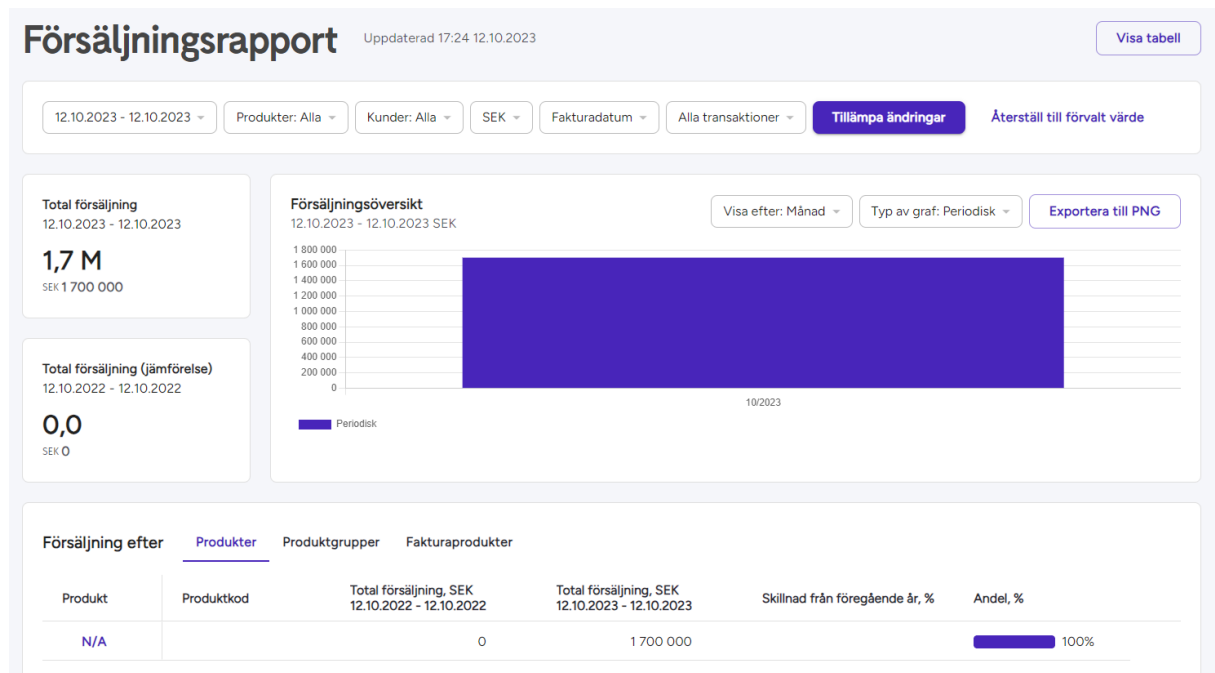 Försäljningsrapport
Uppdaterad 17:24 12.10.2023
Visa tabell
12.10.2023 - 12.10.2023
Produkter: Alla
Kunder: Alla
SEK
Fakturadatum
Alla transaktioner
Tillämpa ändringar
Återställ till förvalt värde
Total försäljning
12.10.2023 - 12.10.2023
1,7 M
SEK 1 700 000
Total försäljning (jämförelse)
12.10.2022 - 12.10.2022
0,0
SEK 0
Försäljningsöversikt
12.10.2023 - 12.10.2023 SEK
Visa efter: Månad
Typ av graf: Periodisk
Exportera till PNG
1 800 000
1 600 000
1 400 000
1 200 000
1 000 000
800 000
600 000
400 000
200 000
0
10/2023
Periodisk
Försäljning efter
Produkter
Produktgrupper
Fakturaprodukter
Produkt
Produktkod
Total försäljning, SEK
12.10.2022 - 12.10.2022
Total försäljning, SEK
12.10.2023 - 12.10.2023
Skillnad från föregående år, %
Andel, %
N/A
0
1 700 000
100%